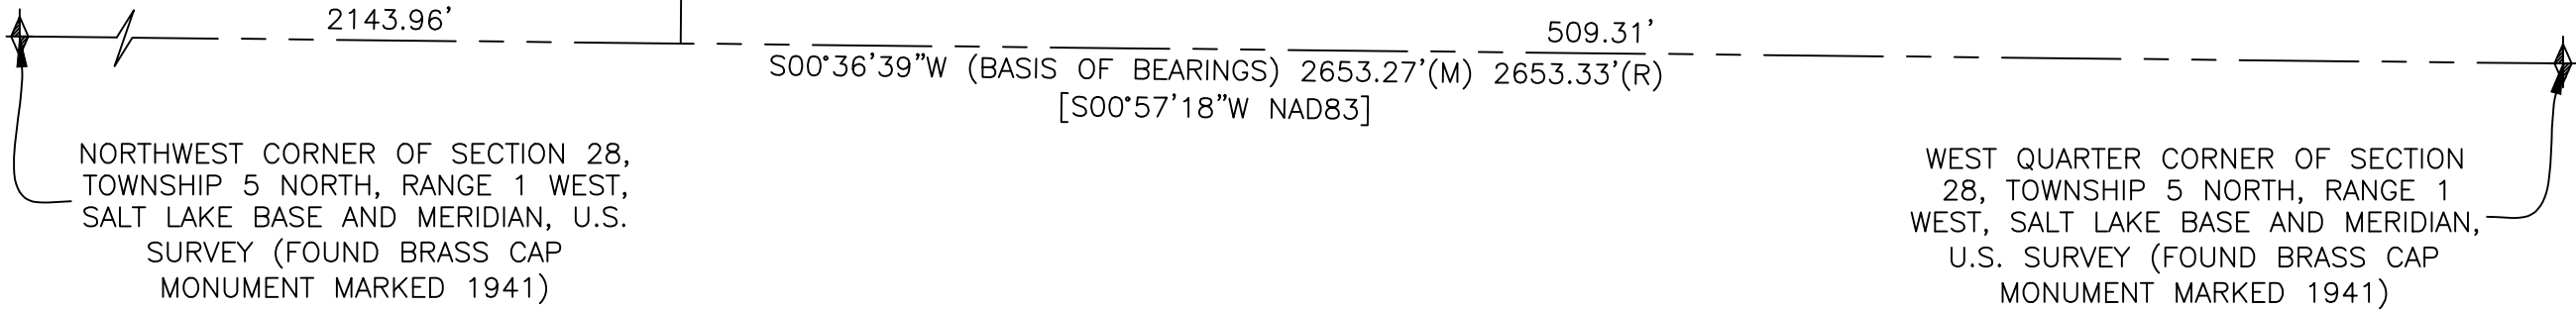 2143.96'
509.31'
S00°36'39"W (BASIS OF BEARINGS) 2653.27'(M) 2653.33'(R)
[S00°57'18"W NAD83]
NORTHWEST CORNER OF SECTION 28,
TOWNSHIP 5 NORTH, RANGE 1 WEST,
SALT LAKE BASE AND MERIDIAN, U.S.
SURVEY (FOUND BRASS CAP
MONUMENT MARKED 1941)
WEST QUARTER CORNER OF SECTION
28, TOWNSHIP 5 NORTH, RANGE 1
WEST, SALT LAKE BASE AND MERIDIAN,
U.S. SURVEY (FOUND BRASS CAP
MONUMENT MARKED 1941)